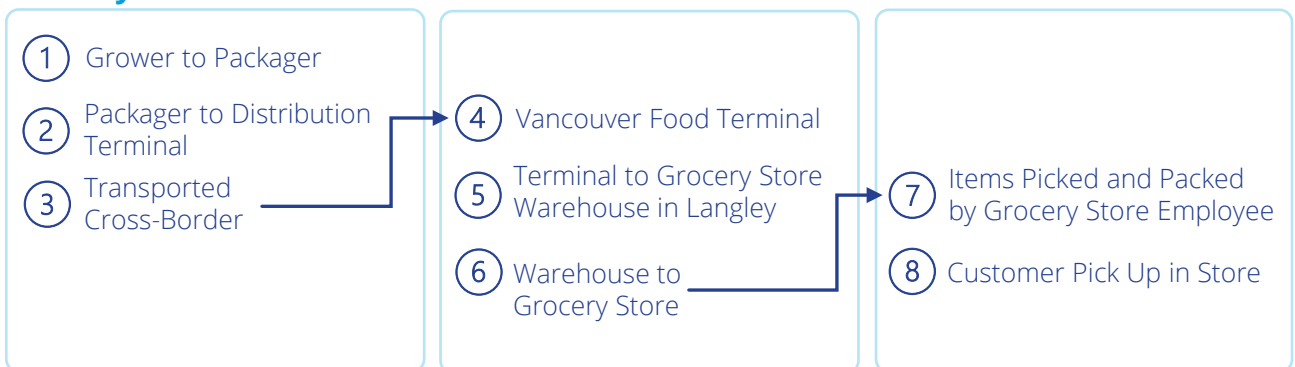 1 Grower to Packager
2 Packager to Distribution
Terminal
3 Transported
Cross-Border
4 Vancouver Food Terminal
5 Terminal to Grocery Store
Warehouse in Langley
6 Warehouse to
Grocery Store
7 Items Picked and Packed
by Grocery Store Employee
8 Customer Pick Up in Store